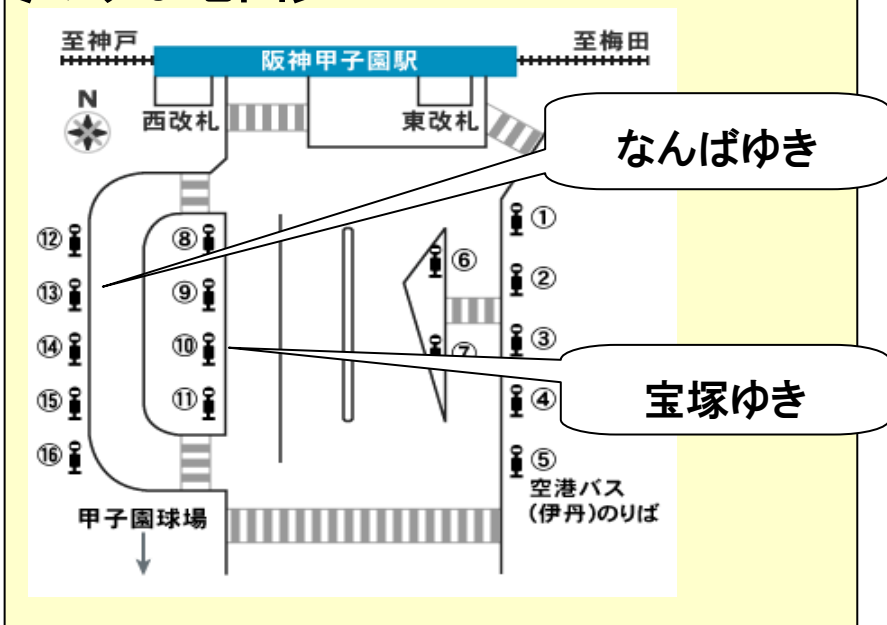 至神戸
至梅田
阪神甲子園駅
N
西改札
東改札
なんばゆき
①
⑫
⑧
⑥
②
⑬
⑨
③
⑭
⑩
⑦
宝塚ゆき
④
⑮
⑪
⑯
⑤
空港バス
(伊丹)のりば
甲子園球場